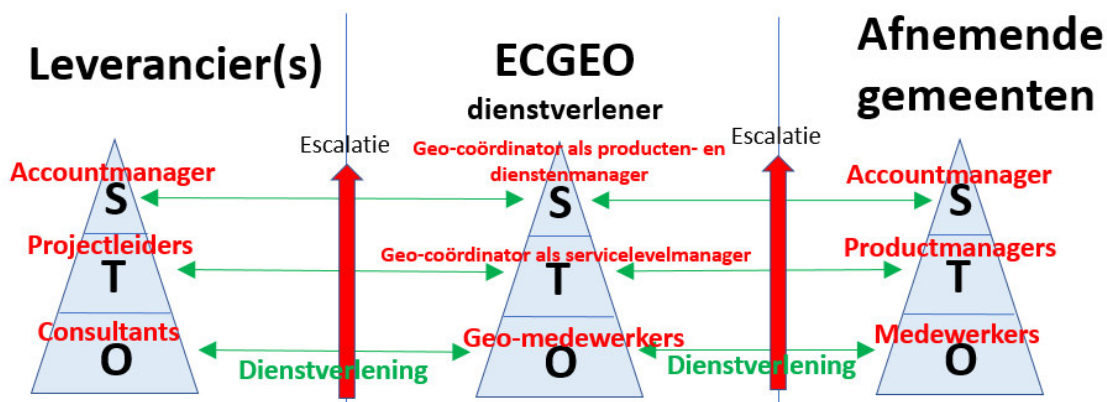 Leverancier(s)
ECGEO
dienstverlener
Afnemende
gemeenten
Escalatie
Escalatie
Accountmanager
Geo-coördinator als producten- en
dienstenmanager
Accountmanager
S
S
S
Projectleiders
Geo-coördinator als servicelevelmanager
Productmanagers
T
T
T
Consultants
Geo-medewerkers
Medewerkers
O
O
O
Dienstverlening
Dienstverlening